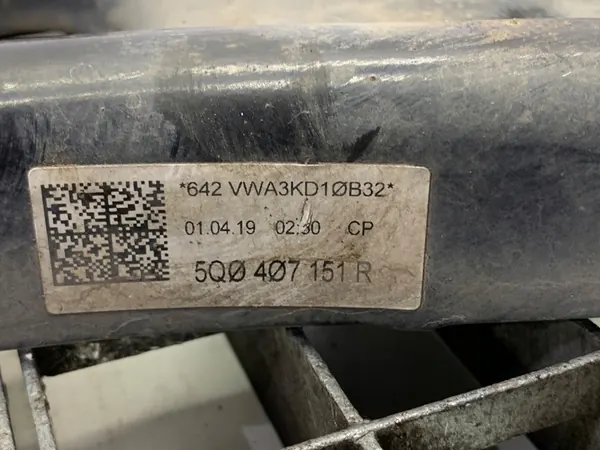 *642 VWA3KD1ØB32*
01.04.19 02:30 CP
5QØ 4Ø7 151 R